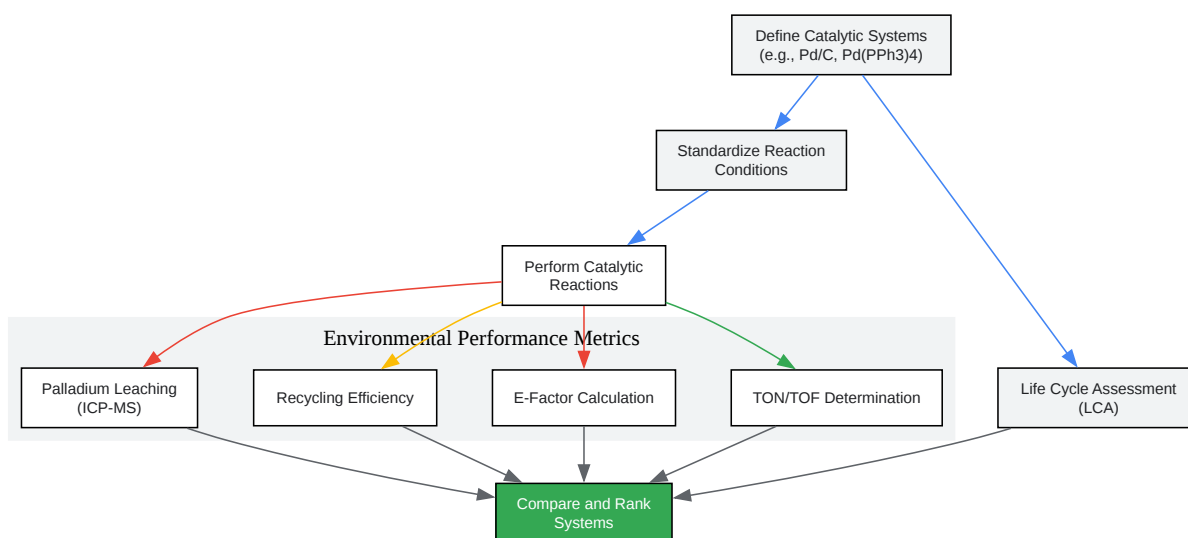 Define Catalytic Systems
(e.g., Pd/C, Pd(PPh3)4)
Standardize Reaction
Conditions
Perform Catalytic
Reactions
Environmental Performance Metrics
Palladium Leaching
(ICP-MS)
Recycling Efficiency
E-Factor Calculation
TON/TOF Determination
Life Cycle Assessment
(LCA)
Compare and Rank
Systems